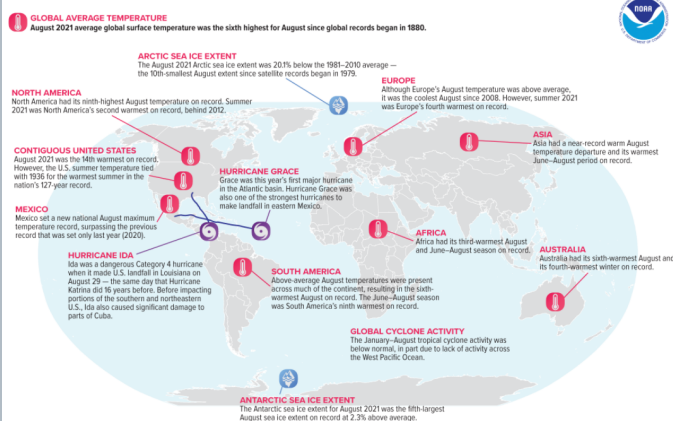 GLOBAL AVERAGE TEMPERATURE
August 2021 average global surface temperature was the sixth highest for August since global records began in 1880.
NOAA
ARCTIC SEA ICE EXTENT
The August 2021 Arctic sea ice extent was 20.1% below the 1981–2010 average —
the 10th-smallest August extent since satellite records began in 1979.
EUROPE
Although Europe's August temperature was above average,
it was the coolest August since 2008. However, summer 2021
was Europe's fourth warmest on record.
NORTH AMERICA
North America had its ninth-highest August temperature on record. Summer
2021 was North America's second warmest on record, behind 2012.
ASIA
Asia had a near-record warm August
temperature departure and its warmest
June–August period on record.
CONTIGUOUS UNITED STATES
August 2021 was the 14th warmest on record.
However, the U.S. summer temperature tied
with 1936 for the warmest summer in the
nation's 127-year record.
HURRICANE GRACE
Grace was this year's first major hurricane
in the Atlantic basin. Hurricane Grace was
also one of the strongest hurricanes to
make landfall in eastern Mexico.
MEXICO
Mexico set a new national August maximum
temperature record, surpassing the previous
record that was set only last year (2020).
AFRICA
Africa had its third-warmest August
and June–August season on record.
AUSTRALIA
Australia had its sixth-warmest August and
its fourth-warmest winter on record.
HURRICANE IDA
Ida was a dangerous Category 4 hurricane
when it made U.S. landfall in Louisiana on
August 29 — the same day that Hurricane
Katrina did 16 years before. Before impacting
portions of the southern and northeastern
U.S., Ida also caused significant damage to
parts of Cuba.
SOUTH AMERICA
Above-average August temperatures were present
across much of the continent, resulting in the sixth-
warmest August on record. The June–August season
was South America's ninth warmest on record.
GLOBAL CYCLONE ACTIVITY
The January–August tropical cyclone activity was
below normal, in part due to lack of activity across
the West Pacific Ocean.
ANTARCTIC SEA ICE EXTENT
The Antarctic sea ice extent for August 2021 was the fifth-largest
August sea ice extent on record at 2.3% above average.